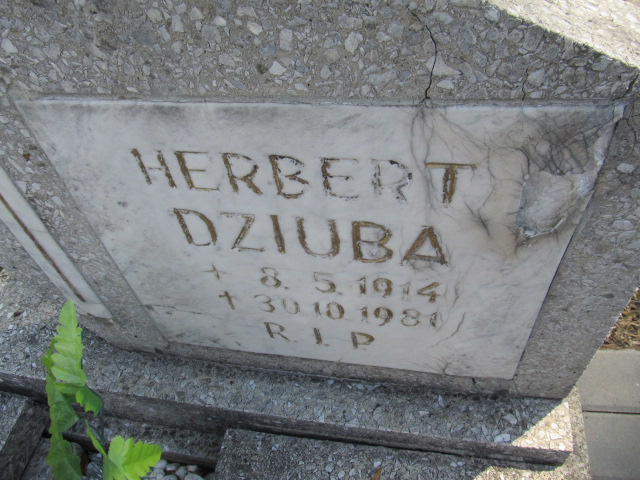 HERBERT
DZIUBA
+ 8. 5. 1914
+ 30.10.1981
R. I. P.